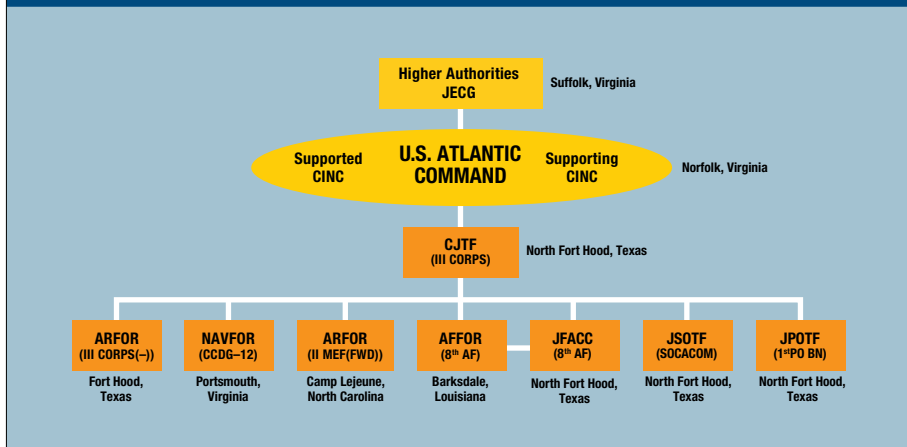 Higher Authorities
JECG
Suffolk, Virginia
Supported
CINC
U.S. ATLANTIC
COMMAND
Supporting
CINC
Norfolk, Virginia
CJTF
(III CORPS)
North Fort Hood, Texas
ARFOR
(III CORPS(–))
Fort Hood,
Texas
NAVFOR
(CCDG–12)
Portsmouth,
Virginia
ARFOR
(II MEF(FWD))
Camp Lejeune,
North Carolina
AFFOR
(8th AF)
Barksdale,
Louisiana
JFACC
(8th AF)
North Fort Hood,
Texas
JSOTF
(SOCACOM)
North Fort Hood,
Texas
JPOTF
(1stPO BN)
North Fort Hood,
Texas